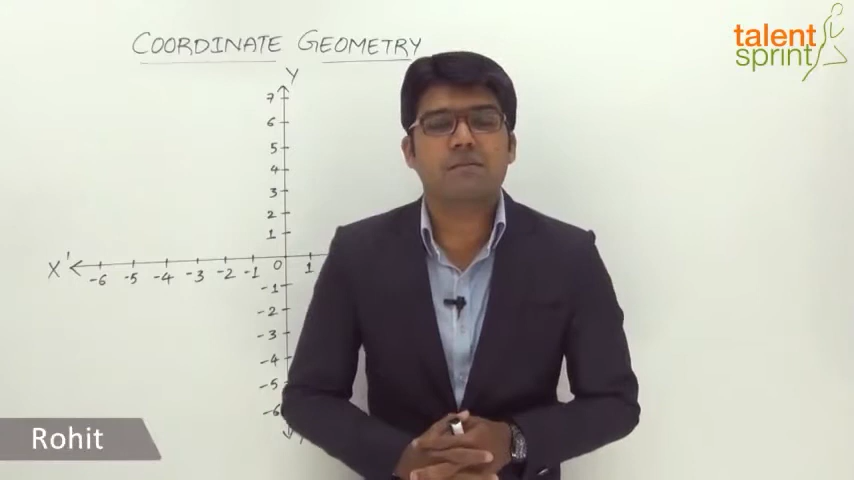 COORDINATE GEOMETRY
talent
sprint
Y
7
6
5
4
3
2
1
X'
-6 -5 -4 -3 -2 -1 0 1
-1
-2
-3
-4
-5
-6
Rohit